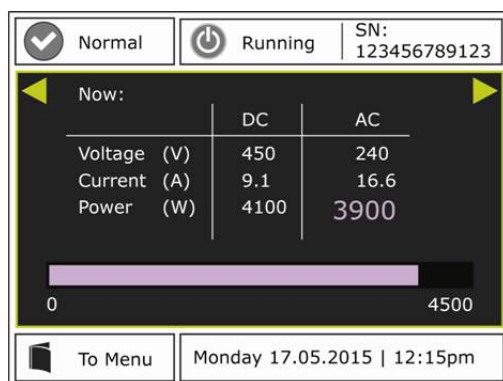 Normal
Running
SN:
123456789123
Now:
DC AC
Voltage (V) 450 240
Current (A) 9.1 16.6
Power (W) 4100 3900
0 4500
To Menu
Monday 17.05.2015 | 12:15pm